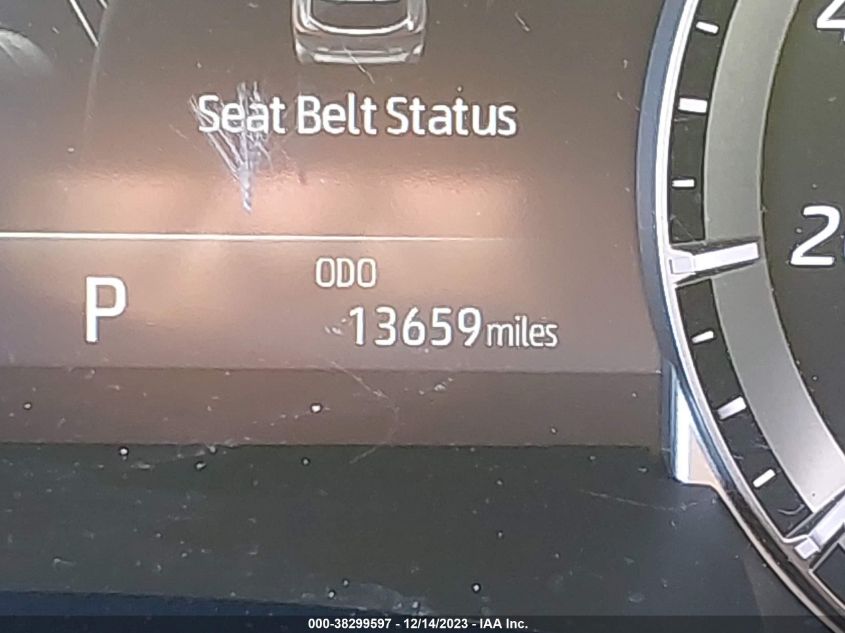 Seat Belt Status
ODO
P
13659 miles
000-38299597 - 12/14/2023 - IAA Inc.